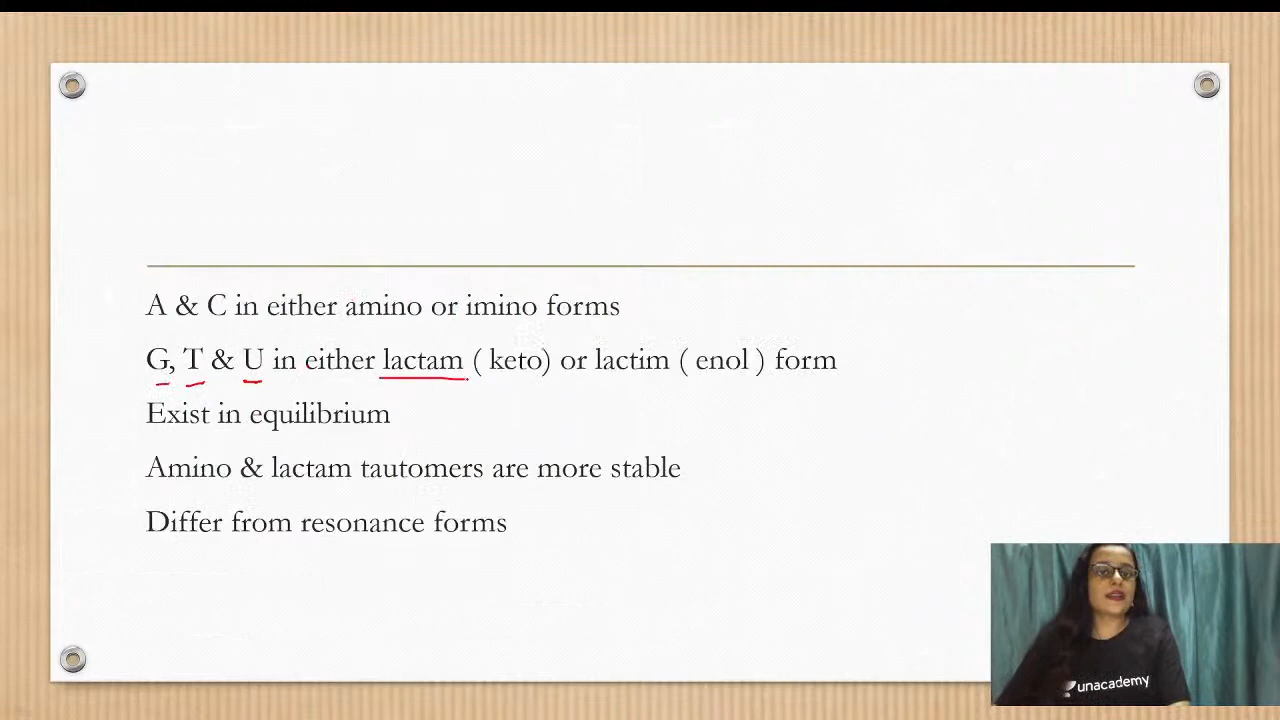 A & C in either amino or imino forms
G, T & U in either lactam ( keto) or lactim ( enol ) form
Exist in equilibrium
Amino & lactam tautomers are more stable
Differ from resonance forms
unacademy